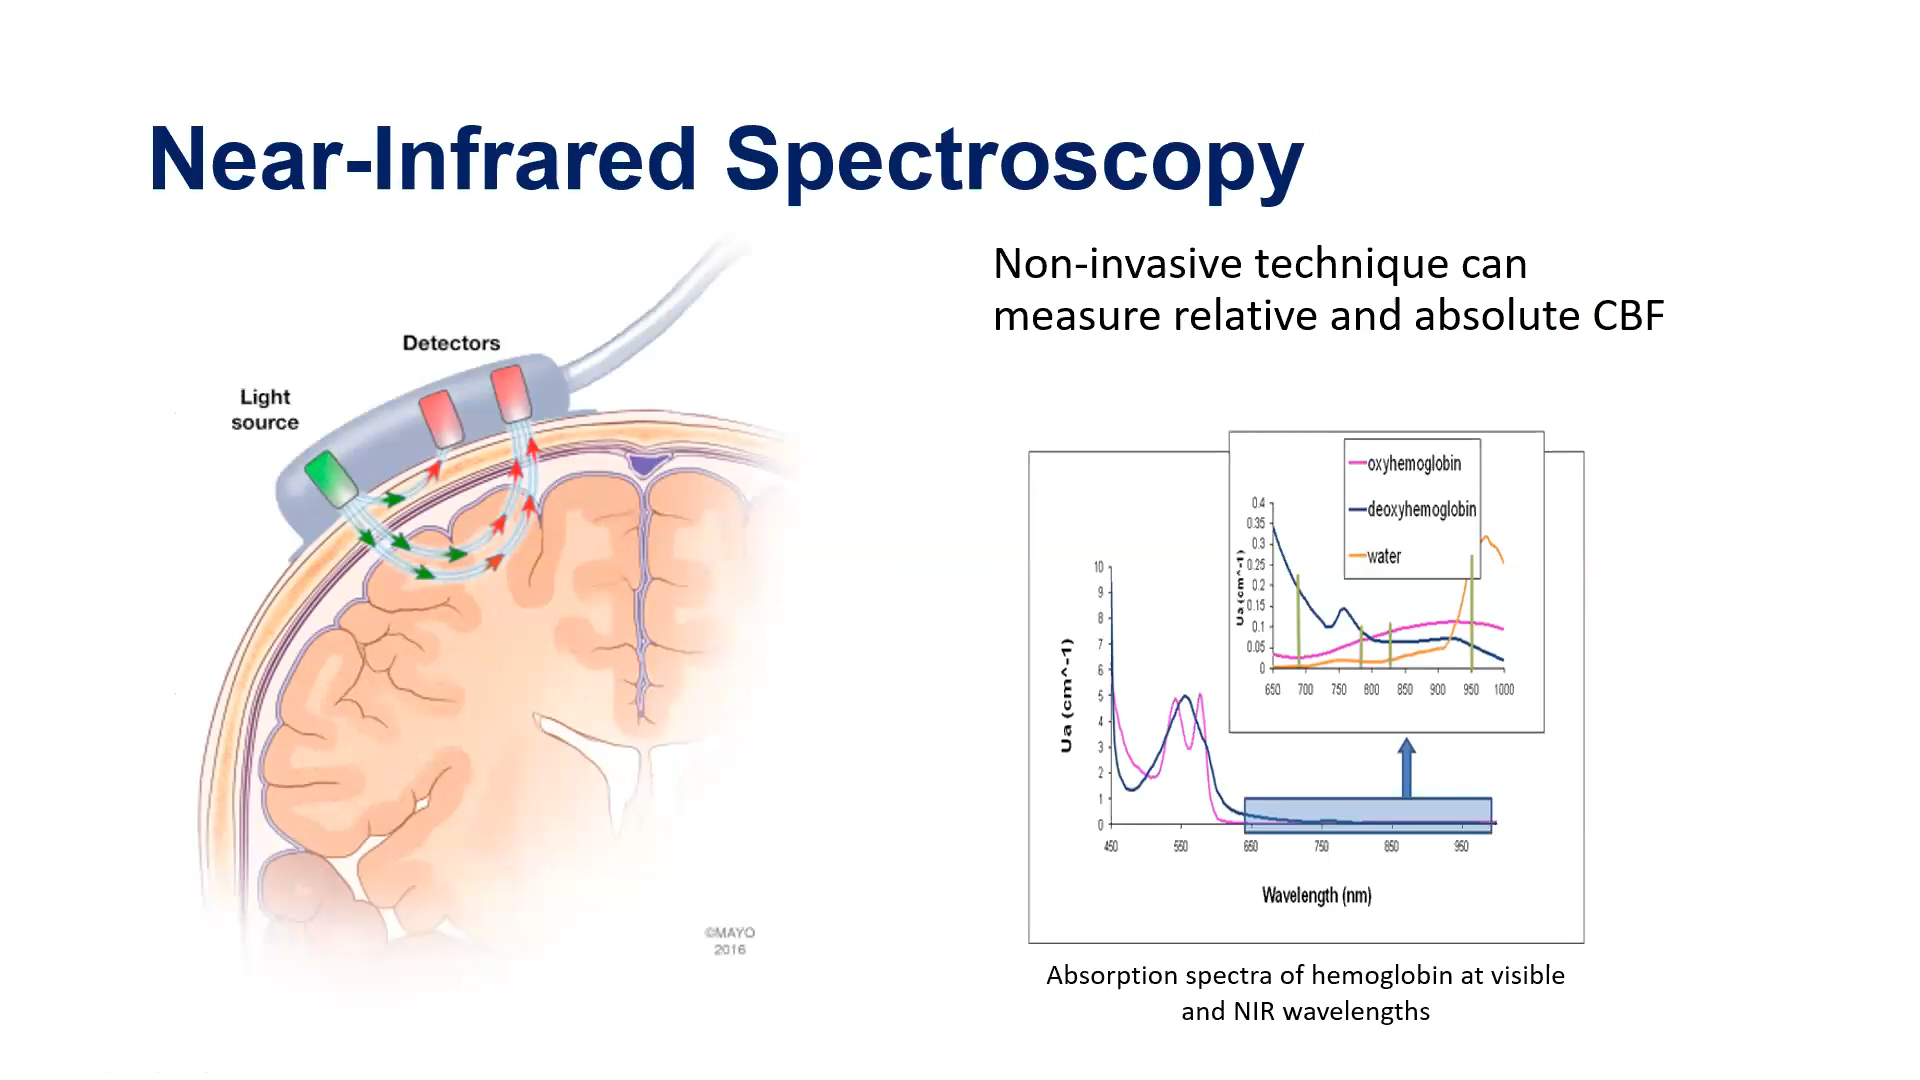 Near-Infrared Spectroscopy
Non-invasive technique can
measure relative and absolute CBF
Detectors
Light
source
©MAYO
2016
oxyhemoglobin
deoxyhemoglobin
water
0.4
0.35
0.3
0.25
0.2
0.15
0.1
0.05
0
Ua (cm^-1)
650 700 750 800 850 900 950 1000
10
9
8
7
6
5
4
3
2
1
0
Ua (cm^-1)
450 550 650 750 850 950
Wavelength (nm)
Absorption spectra of hemoglobin at visible
and NIR wavelengths